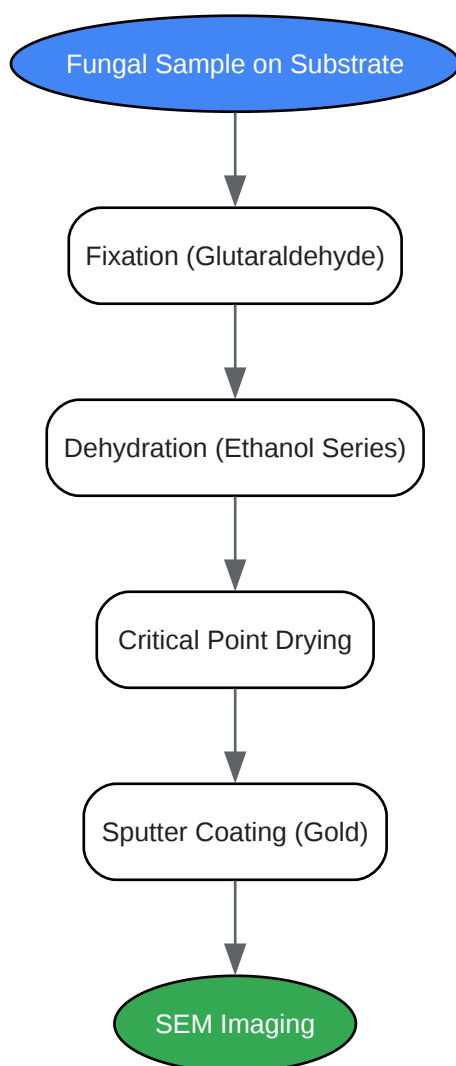 Fungal Sample on Substrate
Fixation (Glutaraldehyde)
Dehydration (Ethanol Series)
Critical Point Drying
Sputter Coating (Gold)
SEM Imaging